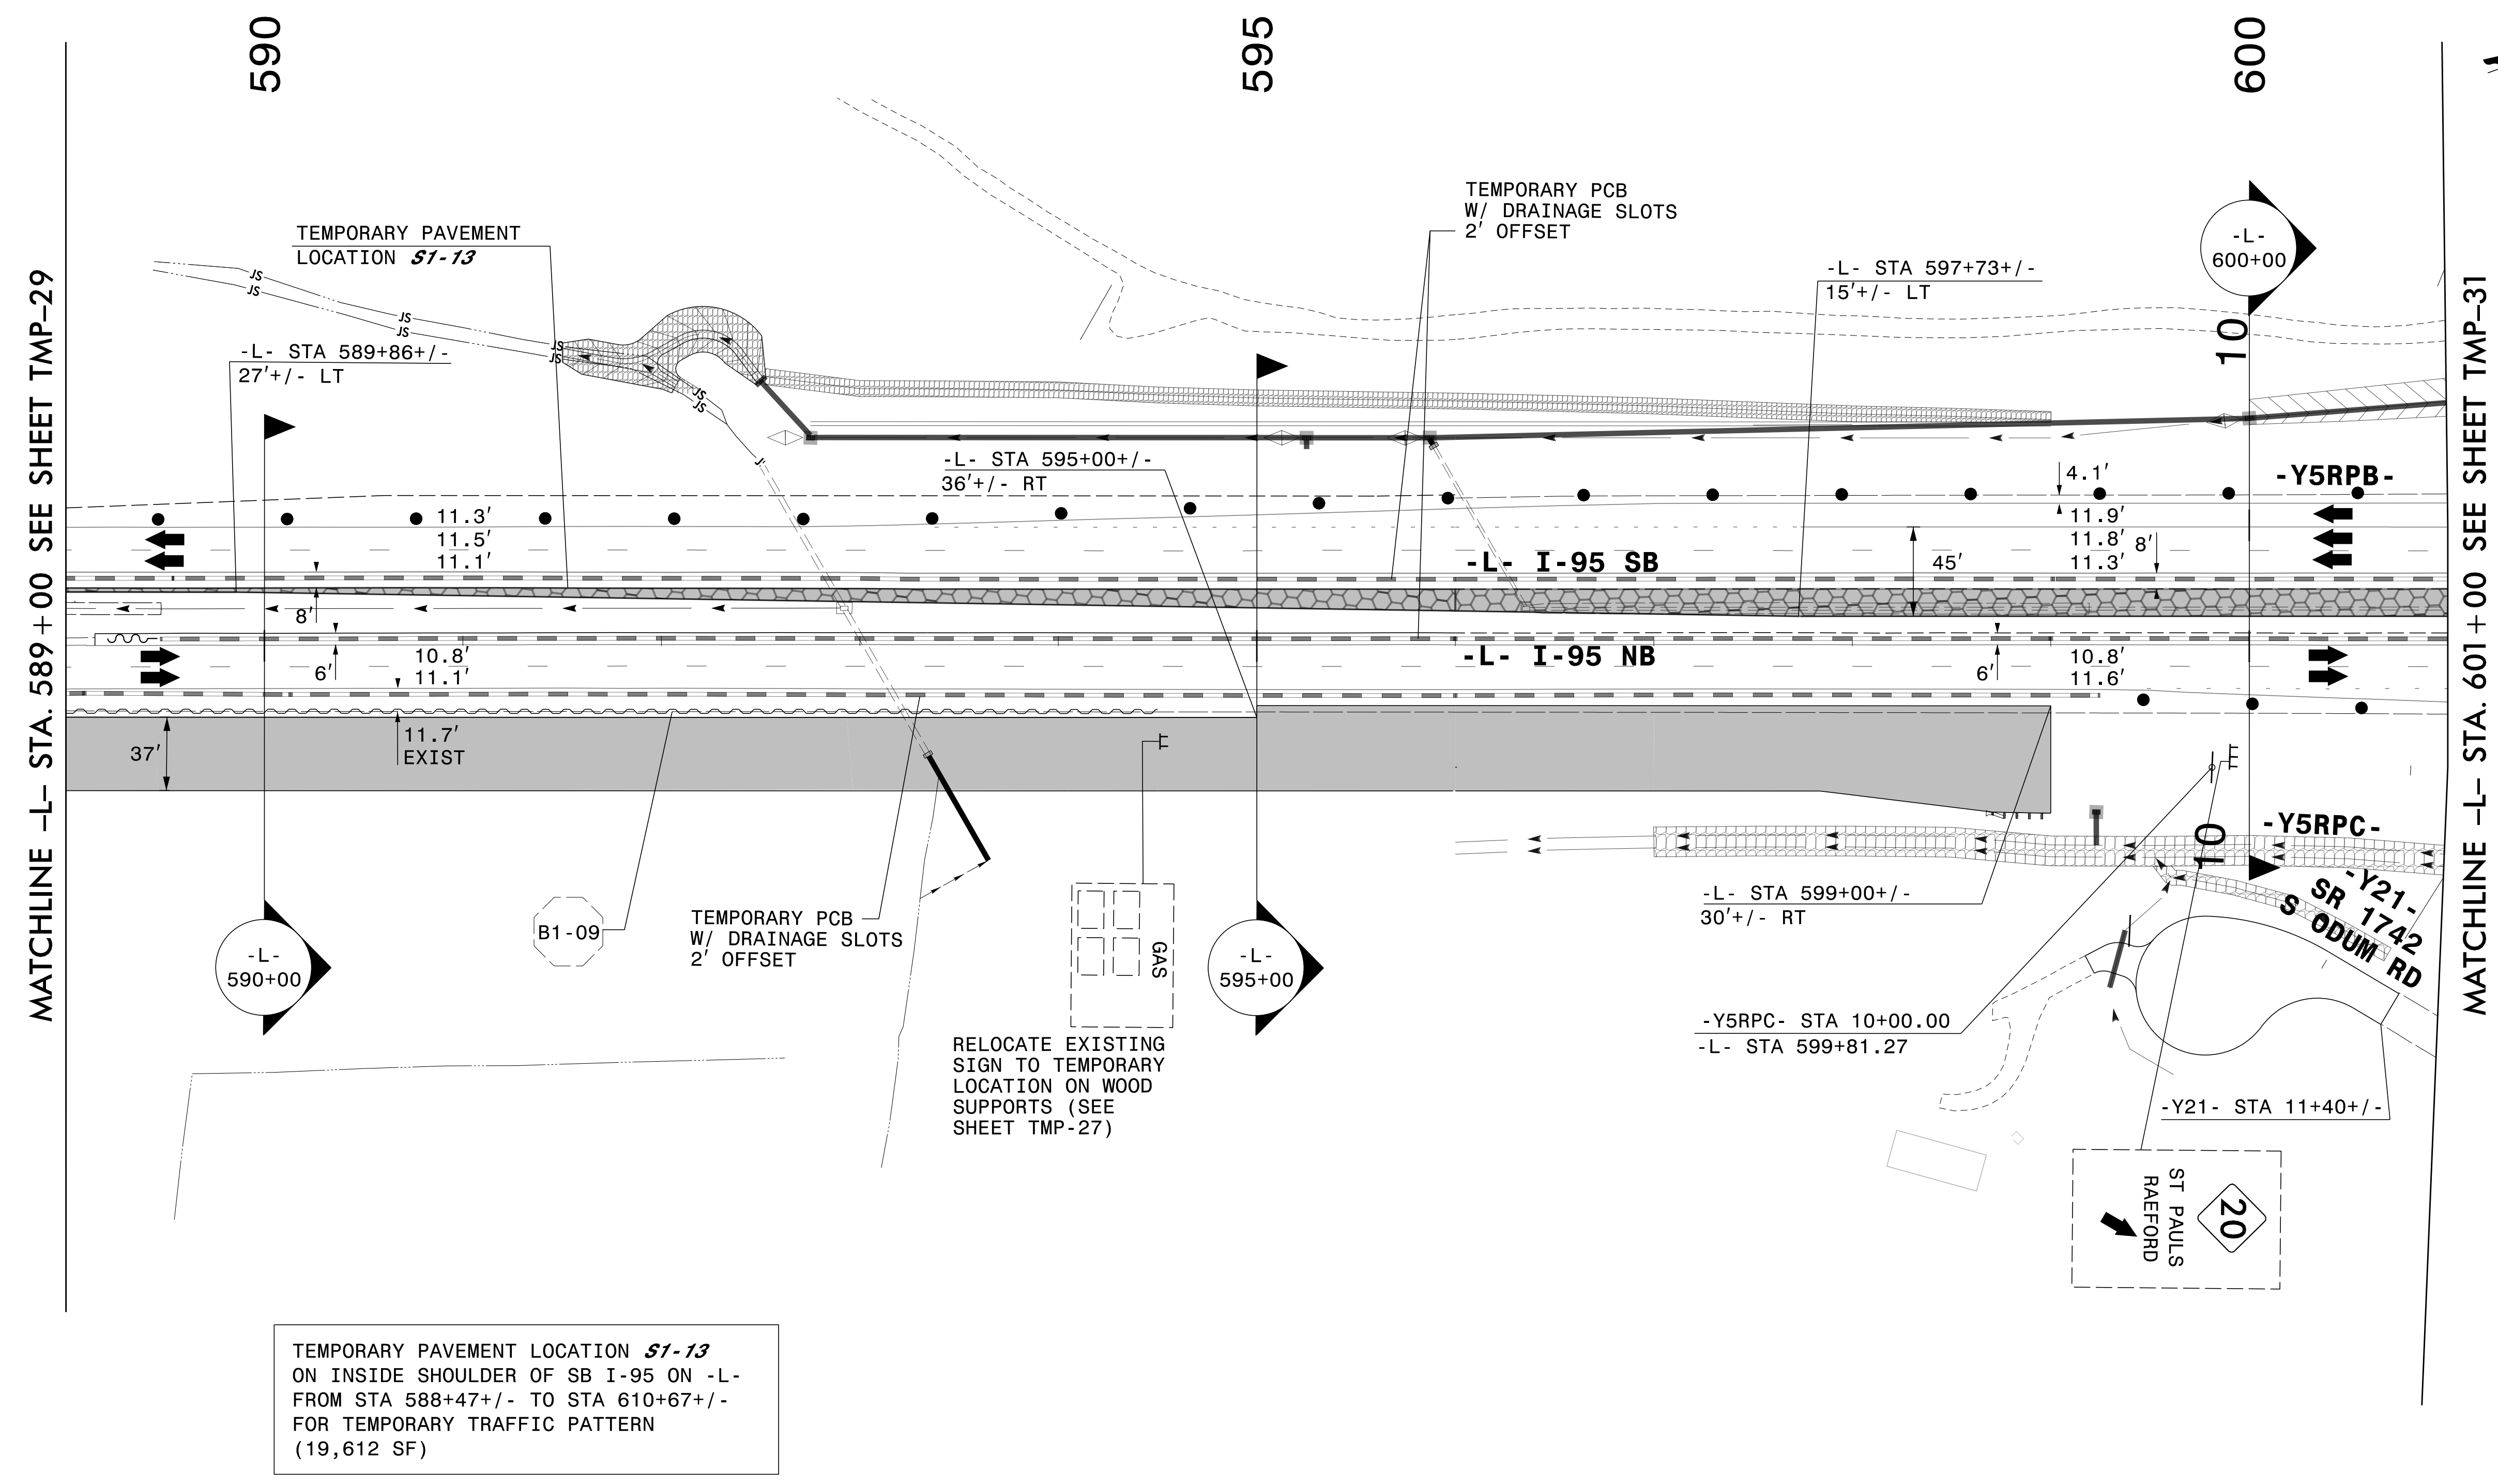 590
595
600
MATCHLINE –L– STA. 589+00 SEE SHEET TMP–29
MATCHLINE –L– STA. 601+00 SEE SHEET TMP–31
TEMPORARY PAVEMENT
LOCATION S1-13
TEMPORARY PCB
W/ DRAINAGE SLOTS
2' OFFSET
-L-
600+00
-L- STA 597+73+/-
15'+/- LT
10
-L- STA 589+86+/-
27'+/- LT
JS
JS
JS
JS
JS
JS
JS
JS
-L- STA 595+00+/-
36'+/- RT
4.1'
-Y5RPB-
11.3'
11.5'
11.1'
11.9'
11.8'
11.3'
8'
45'
-L- I-95 SB
8'
-L- I-95 NB
6'
10.8'
11.1'
6'
10.8'
11.6'
37'
11.7'
EXIST
10
-Y5RPC-
-Y21-
SR 1742
S ODUM RD
-L- STA 599+00+/-
30'+/- RT
B1-09
TEMPORARY PCB
W/ DRAINAGE SLOTS
2' OFFSET
GAS
-L-
590+00
-L-
595+00
-Y5RPC- STA 10+00.00
-L- STA 599+81.27
RELOCATE EXISTING
SIGN TO TEMPORARY
LOCATION ON WOOD
SUPPORTS (SEE
SHEET TMP-27)
-Y21- STA 11+40+/-
20
ST PAULS
RAEFORD
TEMPORARY PAVEMENT LOCATION S1-13
ON INSIDE SHOULDER OF SB I-95 ON -L-
FROM STA 588+47+/- TO STA 610+67+/-
FOR TEMPORARY TRAFFIC PATTERN
(19,612 SF)